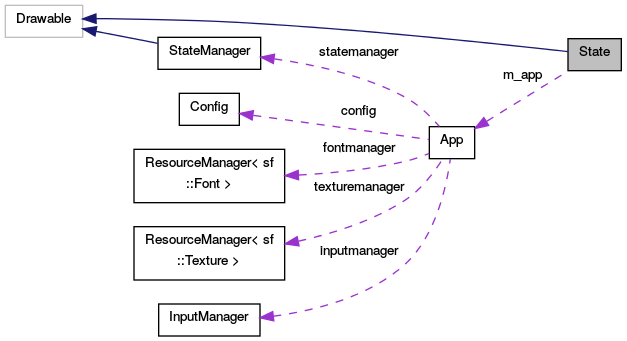 Drawable
State
StateManager
statemanager
m_app
Config
config
App
ResourceManager< sf
::Font >
fontmanager
texturemanager
ResourceManager< sf
::Texture >
inputmanager
InputManager